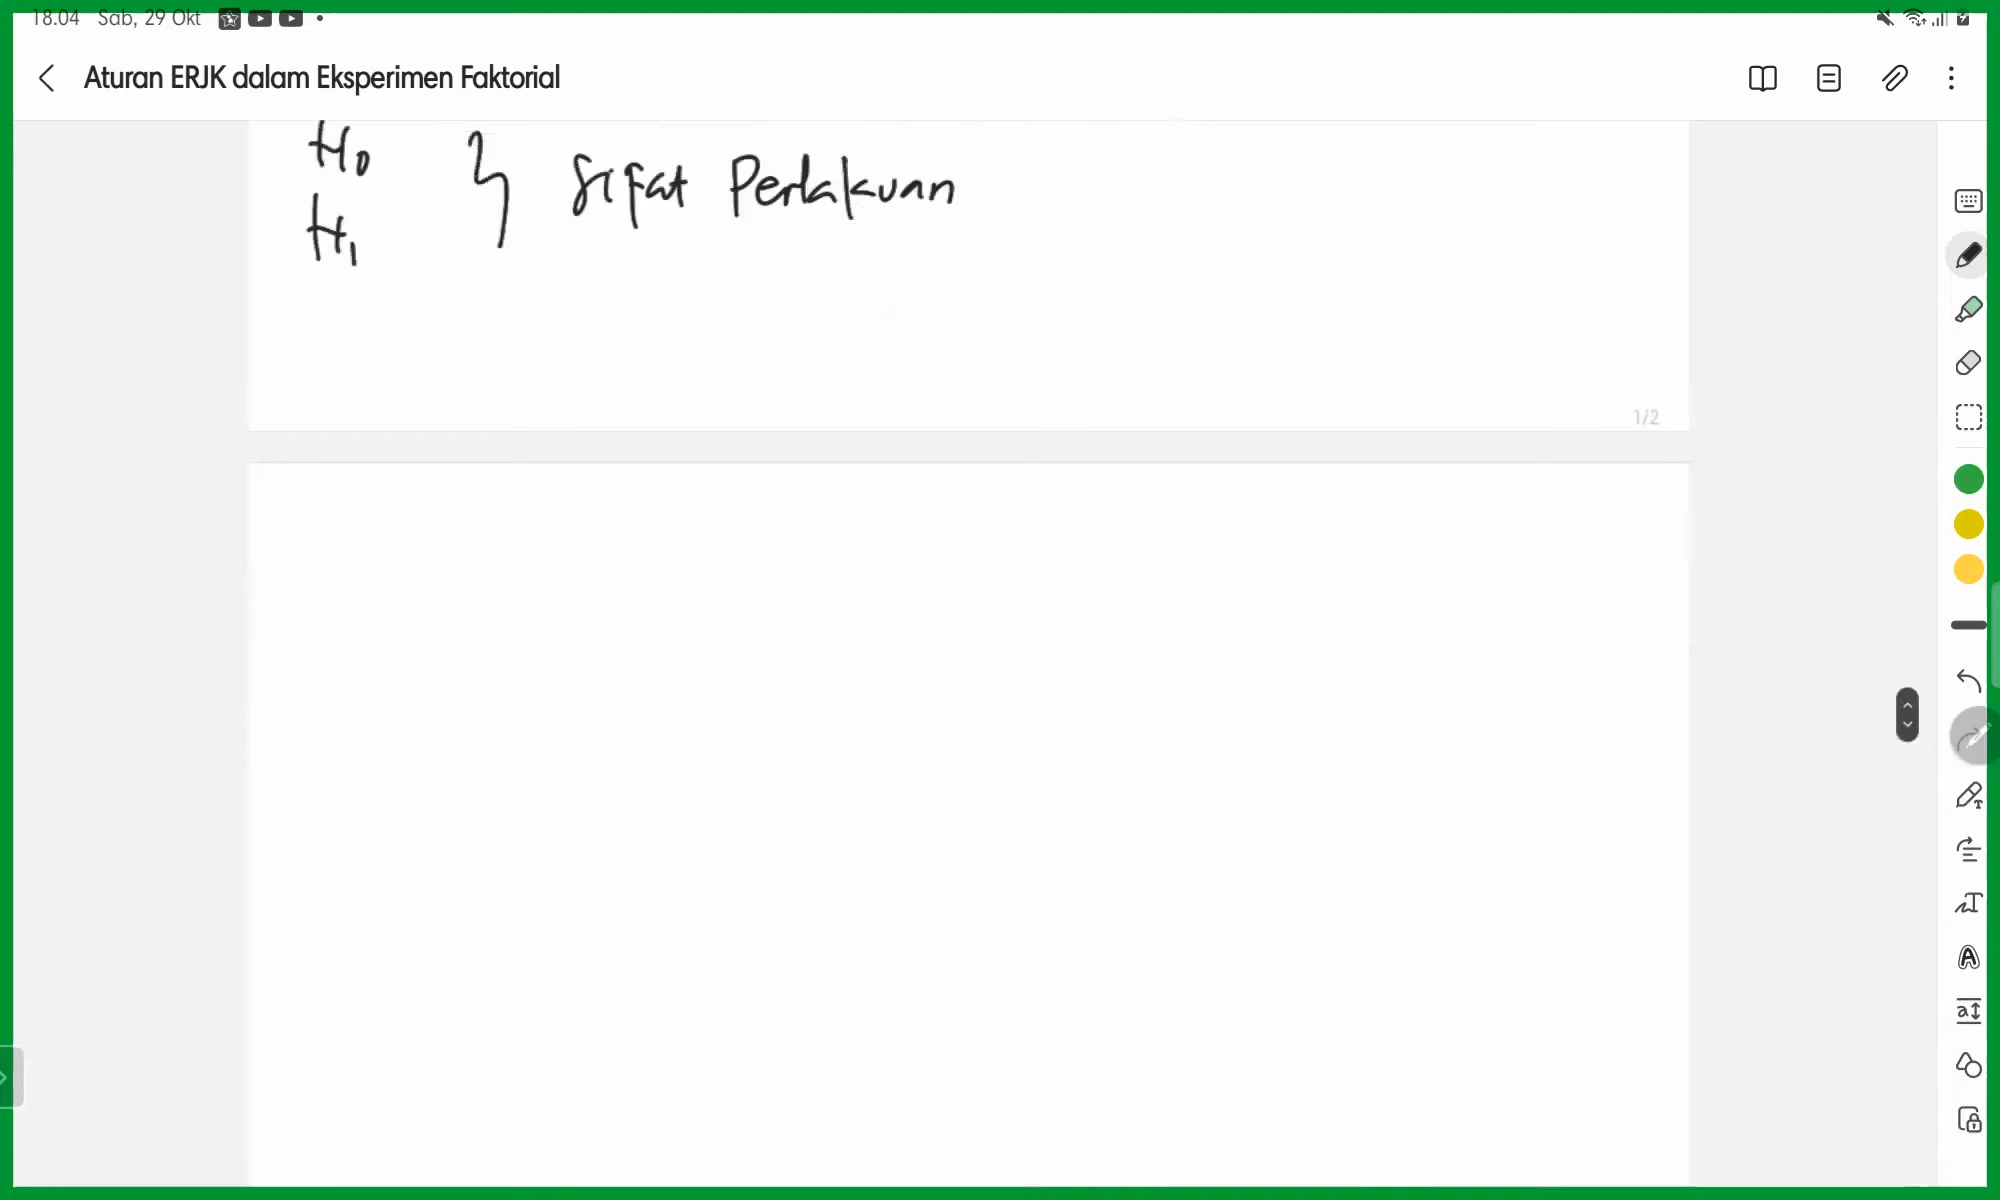 18.04 Sab, 29 Okt
Aturan ERJK dalam Eksperimen Faktorial
H0
} Sifat Perlakuan
H1
1/2